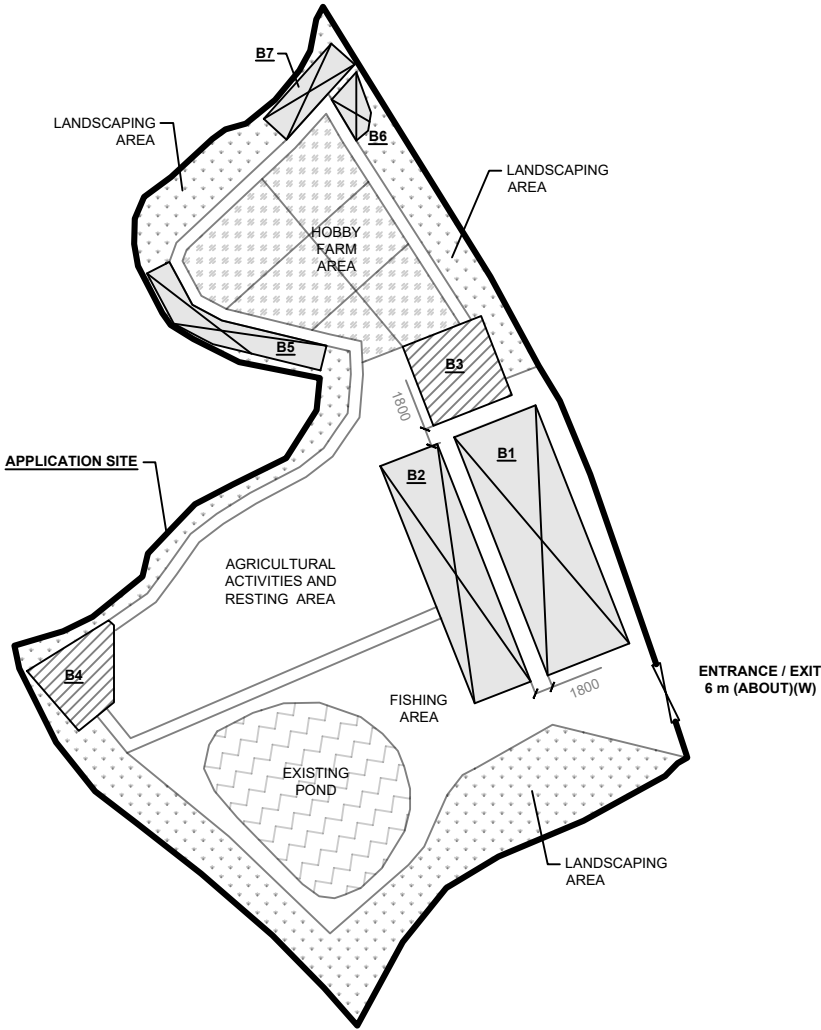 B7
B6
LANDSCAPING
AREA
LANDSCAPING
AREA
HOBBY
FARM
AREA
B5
B3
1800
B1
B2
APPLICATION SITE
AGRICULTURAL
ACTIVITIES AND
RESTING AREA
B4
ENTRANCE / EXIT
6 m (ABOUT)(W)
1800
FISHING
AREA
EXISTING
POND
LANDSCAPING
AREA